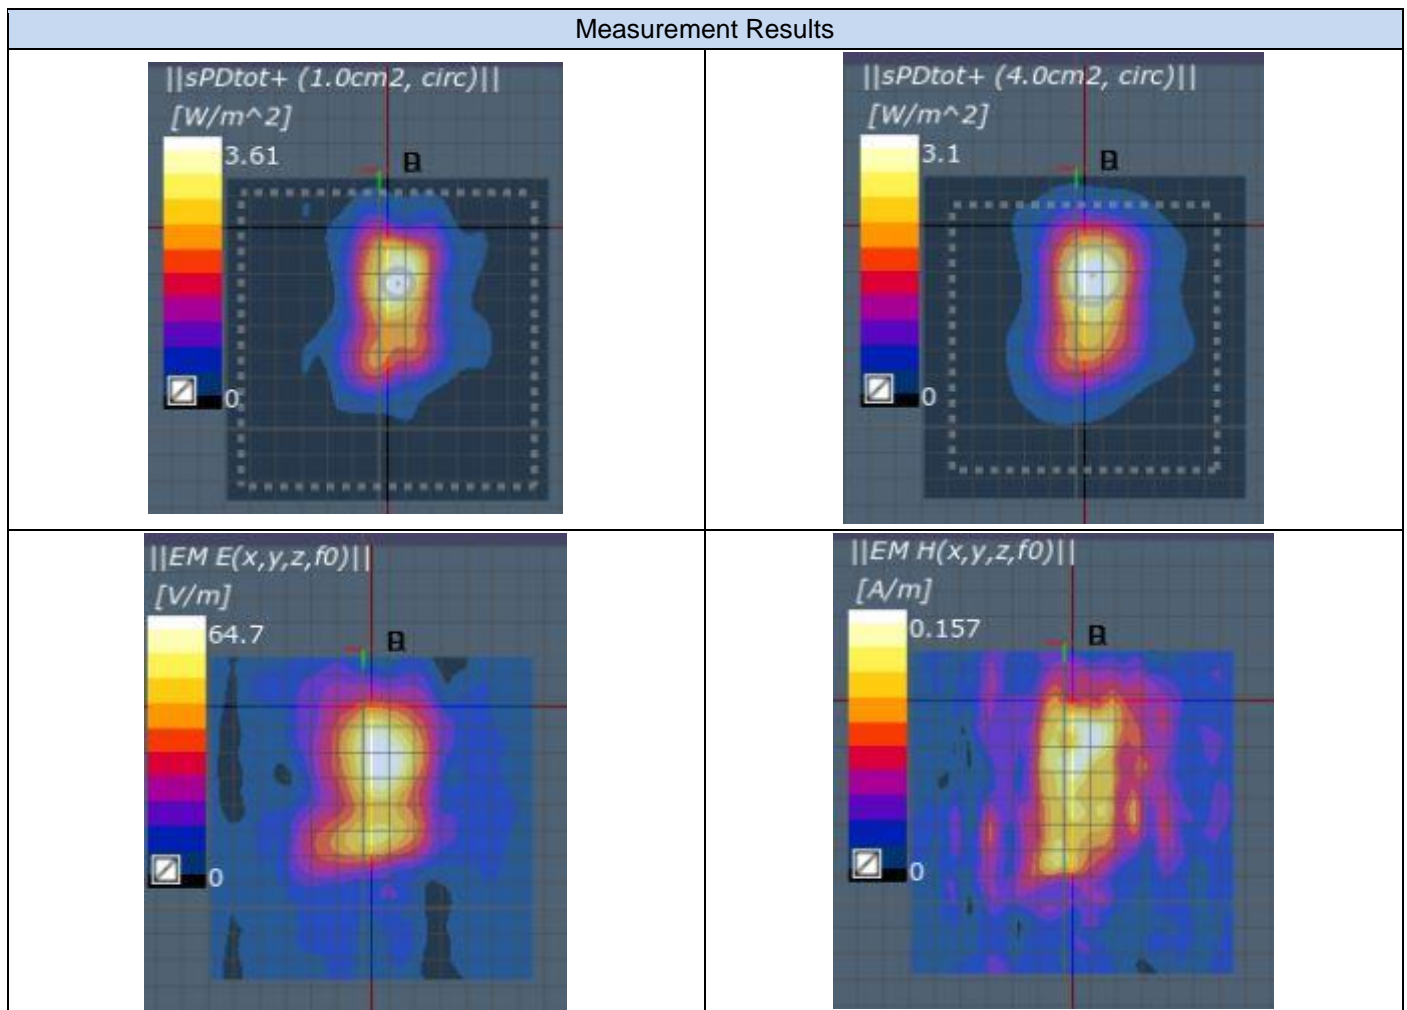 Measurement Results
||sPDtot+ (1.0cm2, circ)||
[W/m^2]
3.61
0
||sPDtot+ (4.0cm2, circ)||
[W/m^2]
3.1
0
||EM E(x,y,z,f0)||
[V/m]
64.7
0
||EM H(x,y,z,f0)||
[A/m]
0.157
0